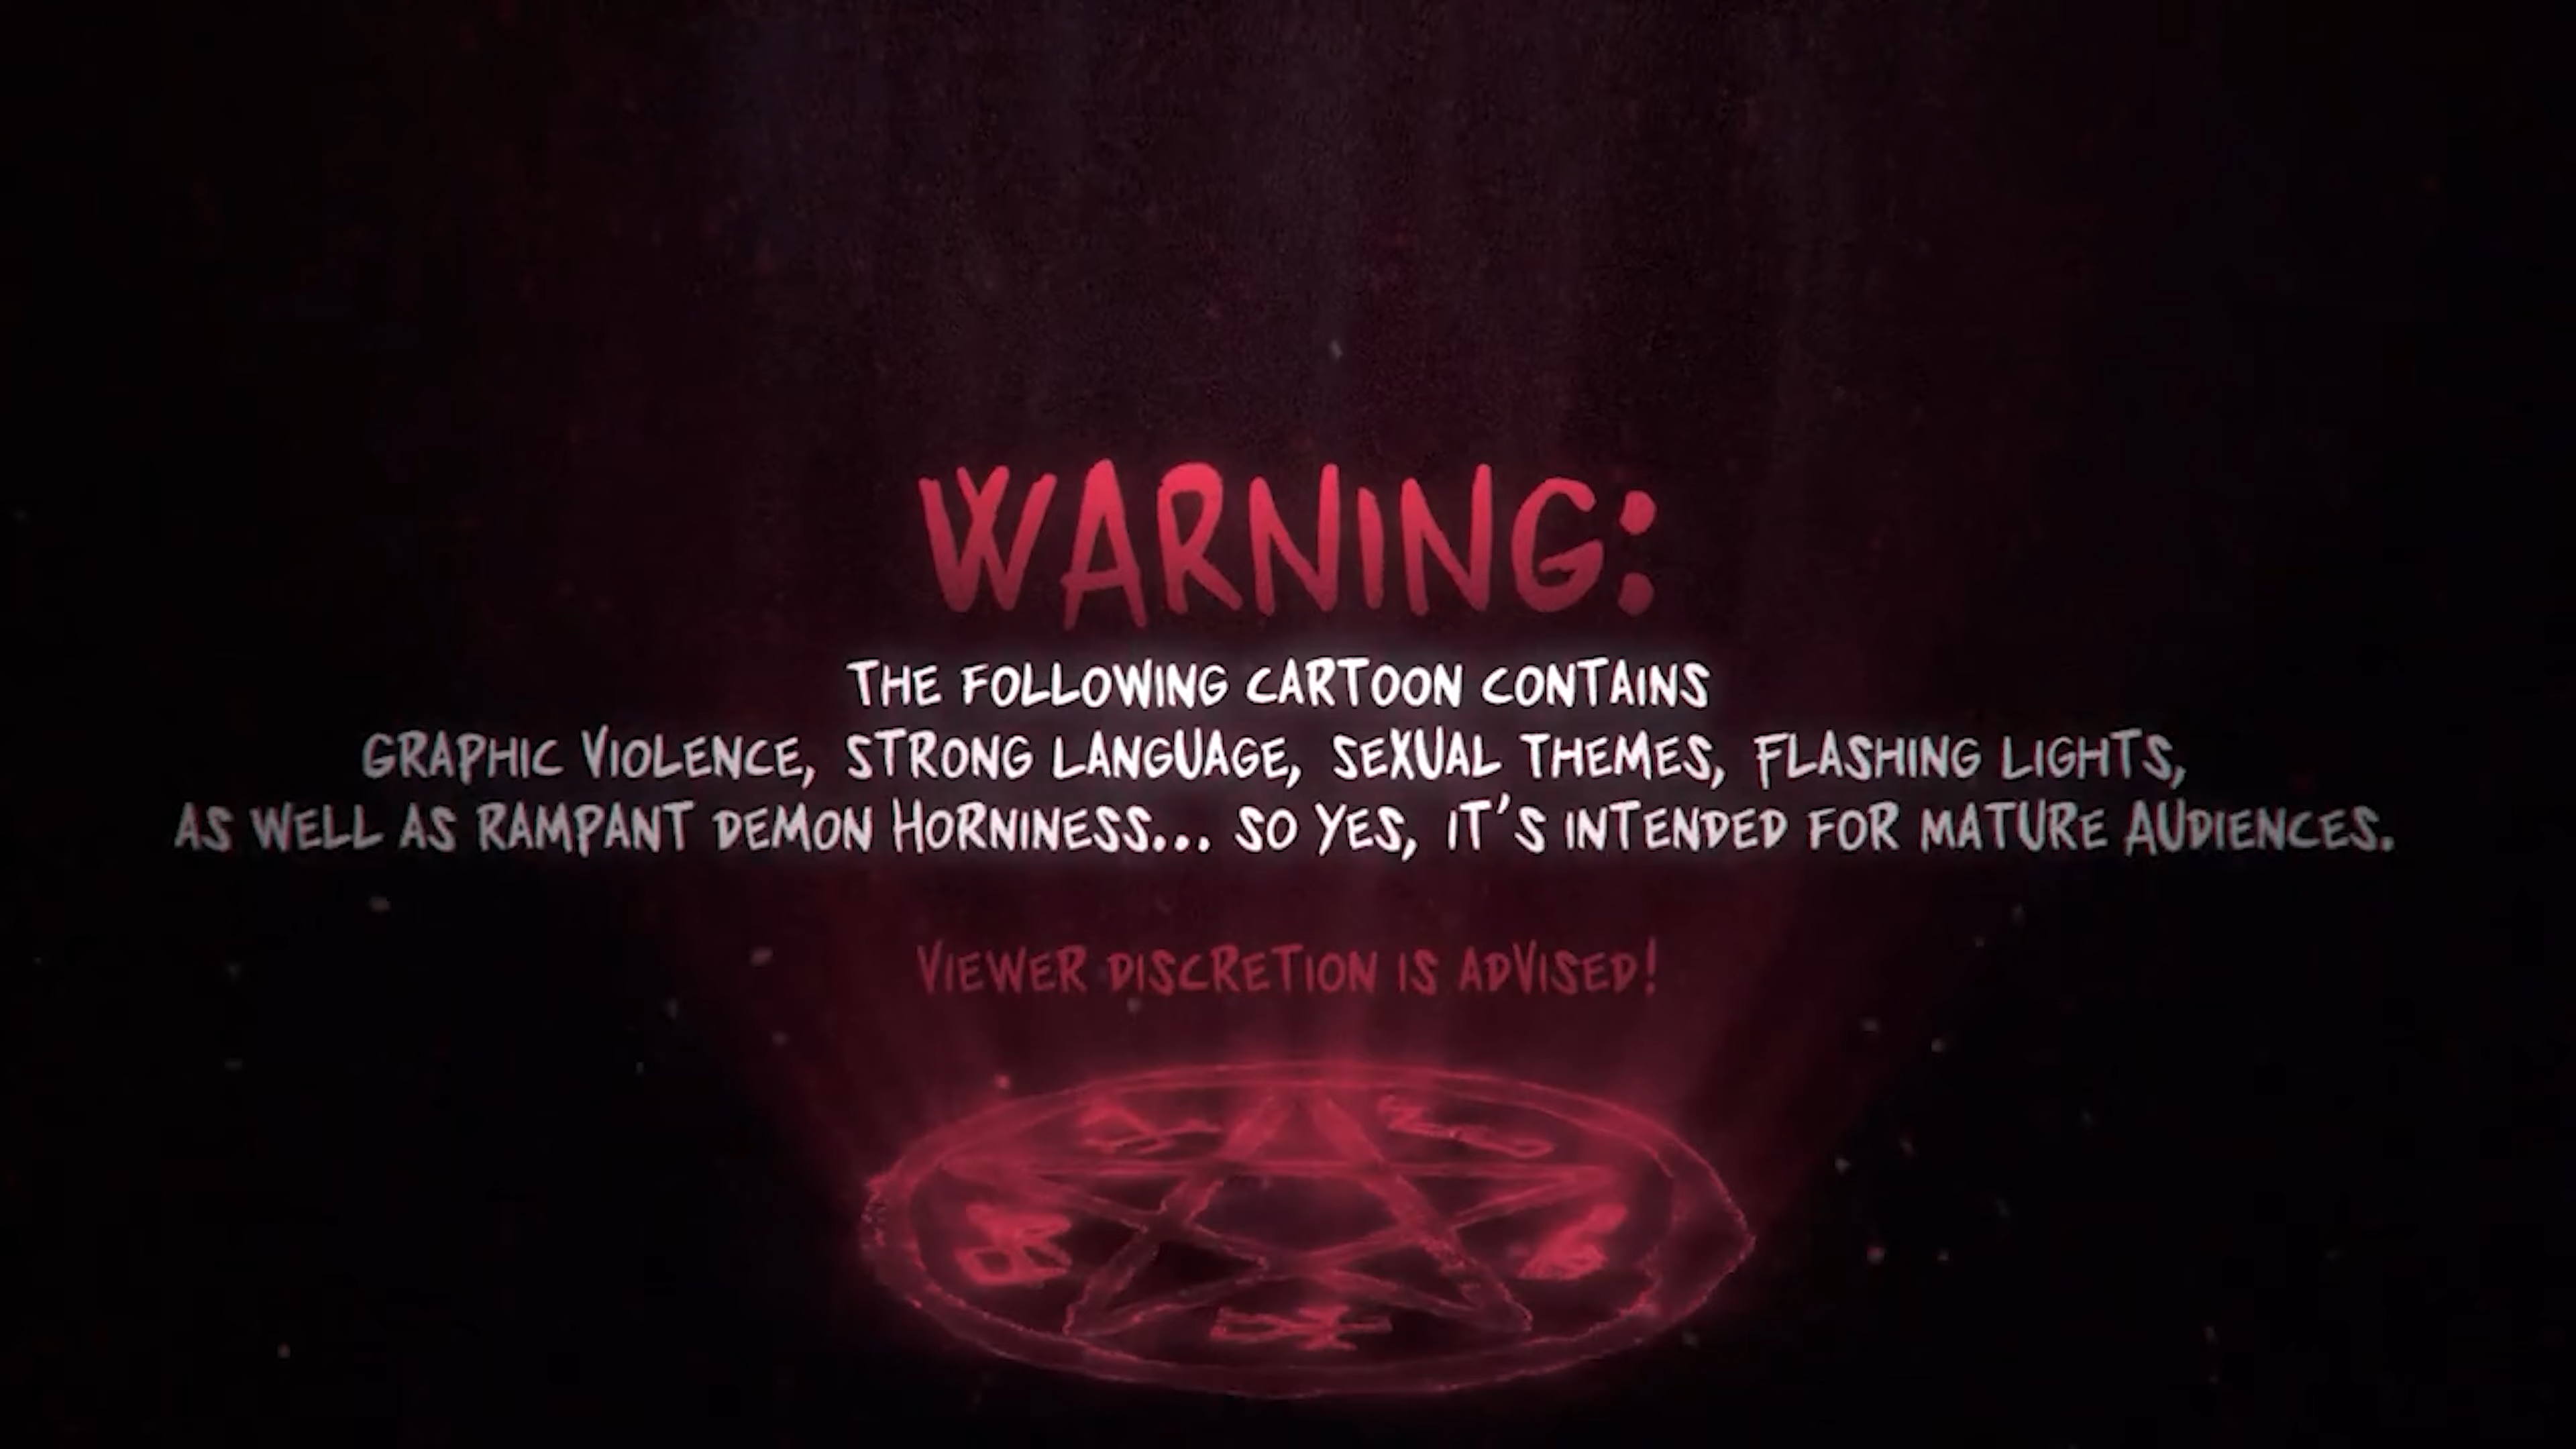 WARNING:
THE FOLLOWING CARTOON CONTAINS
GRAPHIC VIOLENCE, STRONG LANGUAGE, SEXUAL THEMES, FLASHING LIGHTS,
AS WELL AS RAMPANT DEMON HORNINESS... SO YES, IT'S INTENDED FOR MATURE AUDIENCES.
VIEWER DISCRETION IS ADVISED!